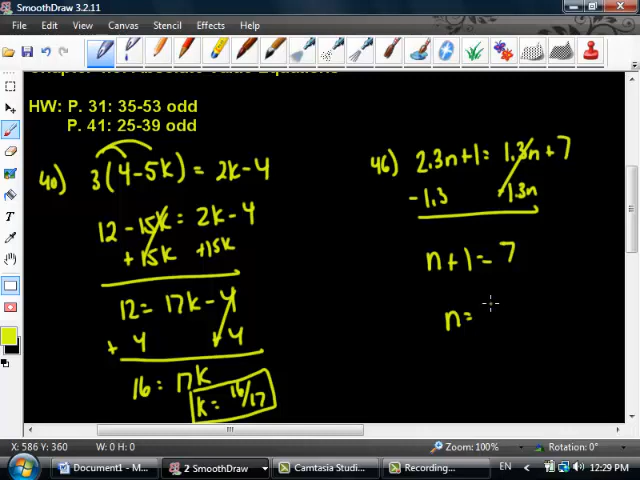 SmoothDraw 3.2.11
File Edit View Canvas Stencil Effects Help
HW: P. 31: 35-53 odd
P. 41: 25-39 odd
40) 3(4-5k) = 2k-4
12-15k = 2k-4
+15k +15k
12 = 17k-4
+4 +4
16 = 17k
k = 16/17
46) 2.3n+1 = 1.3n+7
-1.3 -1.3n
n+1 = 7
n =
X: 586 Y: 360 W: 0 H: 0 Zoom: 100% Rotation: 0°
Document1 - M... 2 SmoothDraw Camtasia Studi... Recording... EN 12:29 PM